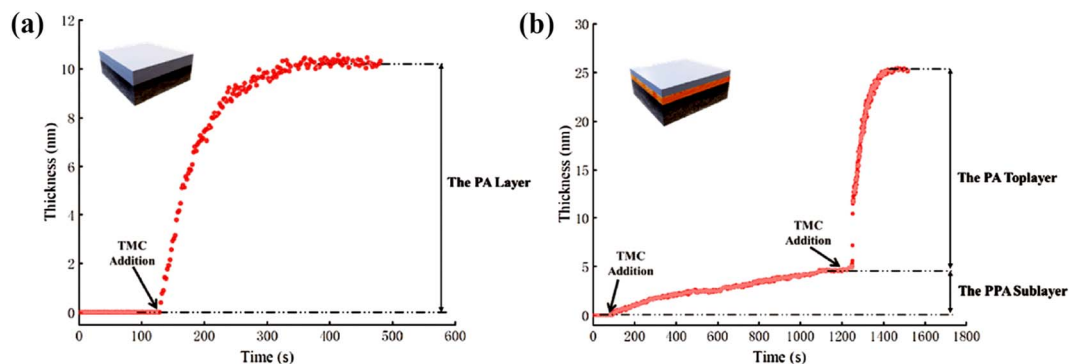 (a)
12
10
8
6
4
2
0
Thickness (nm)
TMC
Addition
The PA Layer
0 100 200 300 400 500 600
Time (s)
(b)
30
25
20
15
10
5
0
Thickness (nm)
TMC
Addition
TMC
Addition
The PA Toplayer
The PPA Sublayer
0 200 400 600 800 1000 1200 1400 1600 1800
Time (s)